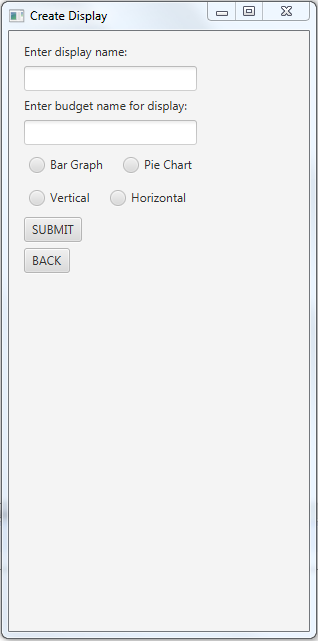 Create Display
Enter display name:
Enter budget name for display:
Bar Graph Pie Chart
Vertical Horizontal
SUBMIT
BACK